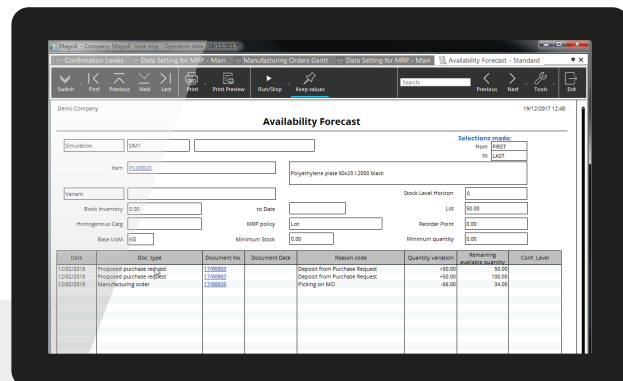 Mago4 - Company: Mago4- User: eng - Operation date: (19/12/2017)
Confirmation Levels Data Setting for MRP - Main Manufacturing Orders Gantt Data Setting for MRP - Main Availability Forecast - Standard
Switch First Previous Next Last Print Print Preview Run/Stop Keep values Search: Previous Next Tools Exit
Demo Company 19/12/2017 12:48
Availability Forecast
Selections made:
Simulation SIM1 from FIRST
to LAST
Item
Polyethylene plate 60x20 l.2000 black
Variant Stock Level Horizon 0
Book Inventory 0.00 to Date Lot 50.00
Homogenous Catg MRP policy Lot Reorder Point 0.00
Base UoM KG Minimum Stock 0.00 Minimum quantity 0.00
Date Doc. type Document No. Document Date Reason code Quantity variation Remaining available quantity Conf. Level
12/02/2018 Proposed purchase request 17/00003 Deposit from Purchase Request +50.00 50.00
12/02/2018 Proposed purchase request 17/00003 Deposit from Purchase Request +50.00 100.00
12/02/2018 Manufacturing order 17/00020 Picking on MO -66.00 34.00